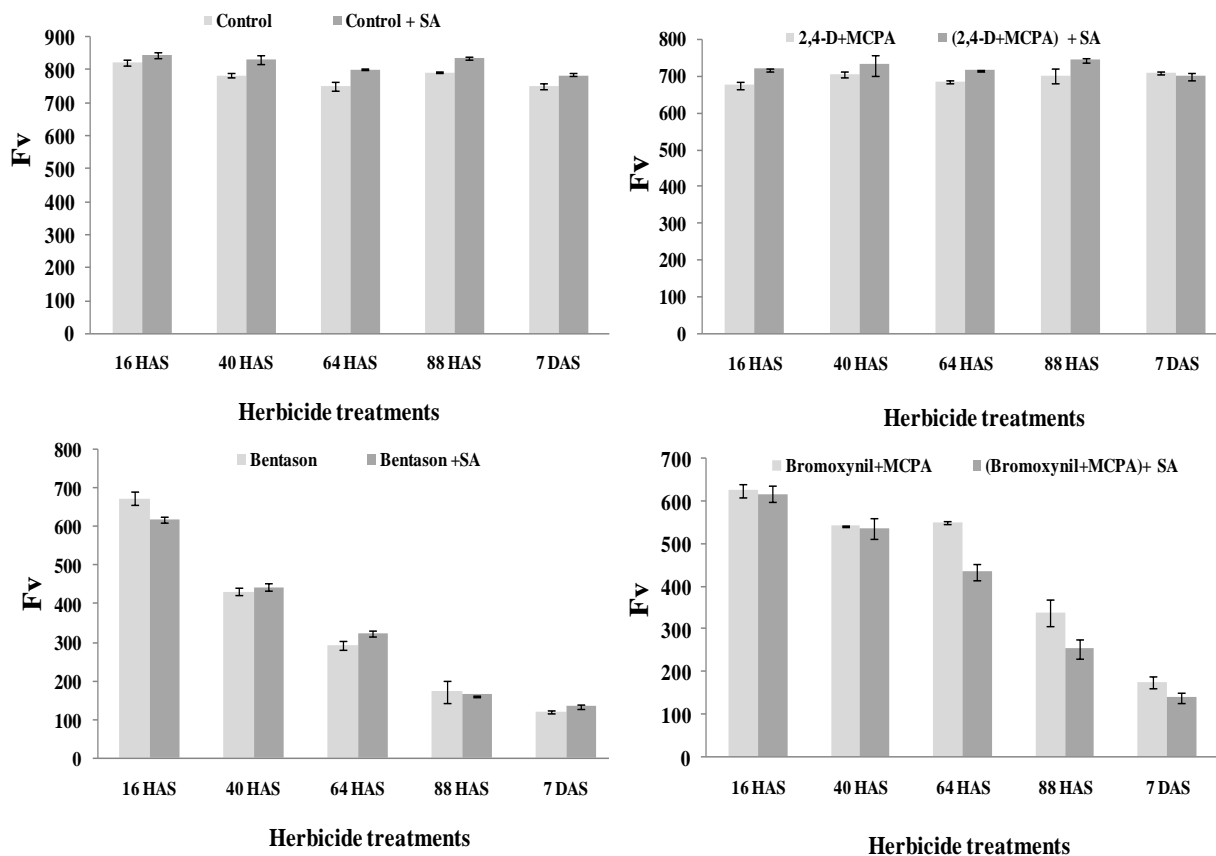 Control Control + SA
900
800
700
600
500
400
300
200
100
0
Fv
16 HAS 40 HAS 64 HAS 88 HAS 7 DAS
Herbicide treatments
2,4-D+MCPA (2,4-D+MCPA) + SA
800
700
600
500
400
300
200
100
0
Fv
16 HAS 40 HAS 64 HAS 88 HAS 7 DAS
Herbicide treatments
Bentason Bentason +SA
800
700
600
500
400
300
200
100
0
Fv
16 HAS 40 HAS 64 HAS 88 HAS 7 DAS
Herbicide treatments
Bromoxynil+MCPA (Bromoxynil+MCPA)+ SA
700
600
500
400
300
200
100
0
Fv
16 HAS 40 HAS 64 HAS 88 HAS 7 DAS
Herbicide treatments